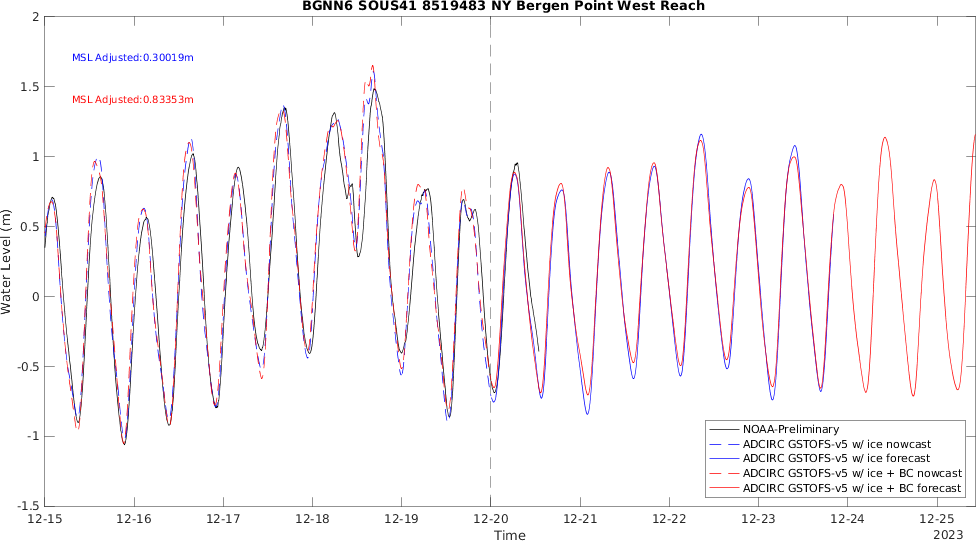 BGNN6 SOUS41 8519483 NY Bergen Point West Reach
2
1.5
1
0.5
0
-0.5
-1
-1.5
Water Level (m)
MSL Adjusted:0.30019m
MSL Adjusted:0.83353m
NOAA-Preliminary
ADCIRC GSTOFS-v5 w/ ice nowcast
ADCIRC GSTOFS-v5 w/ ice forecast
ADCIRC GSTOFS-v5 w/ ice + BC nowcast
ADCIRC GSTOFS-v5 w/ ice + BC forecast
12-15 12-16 12-17 12-18 12-19 12-20 12-21 12-22 12-23 12-24 12-25
Time
2023